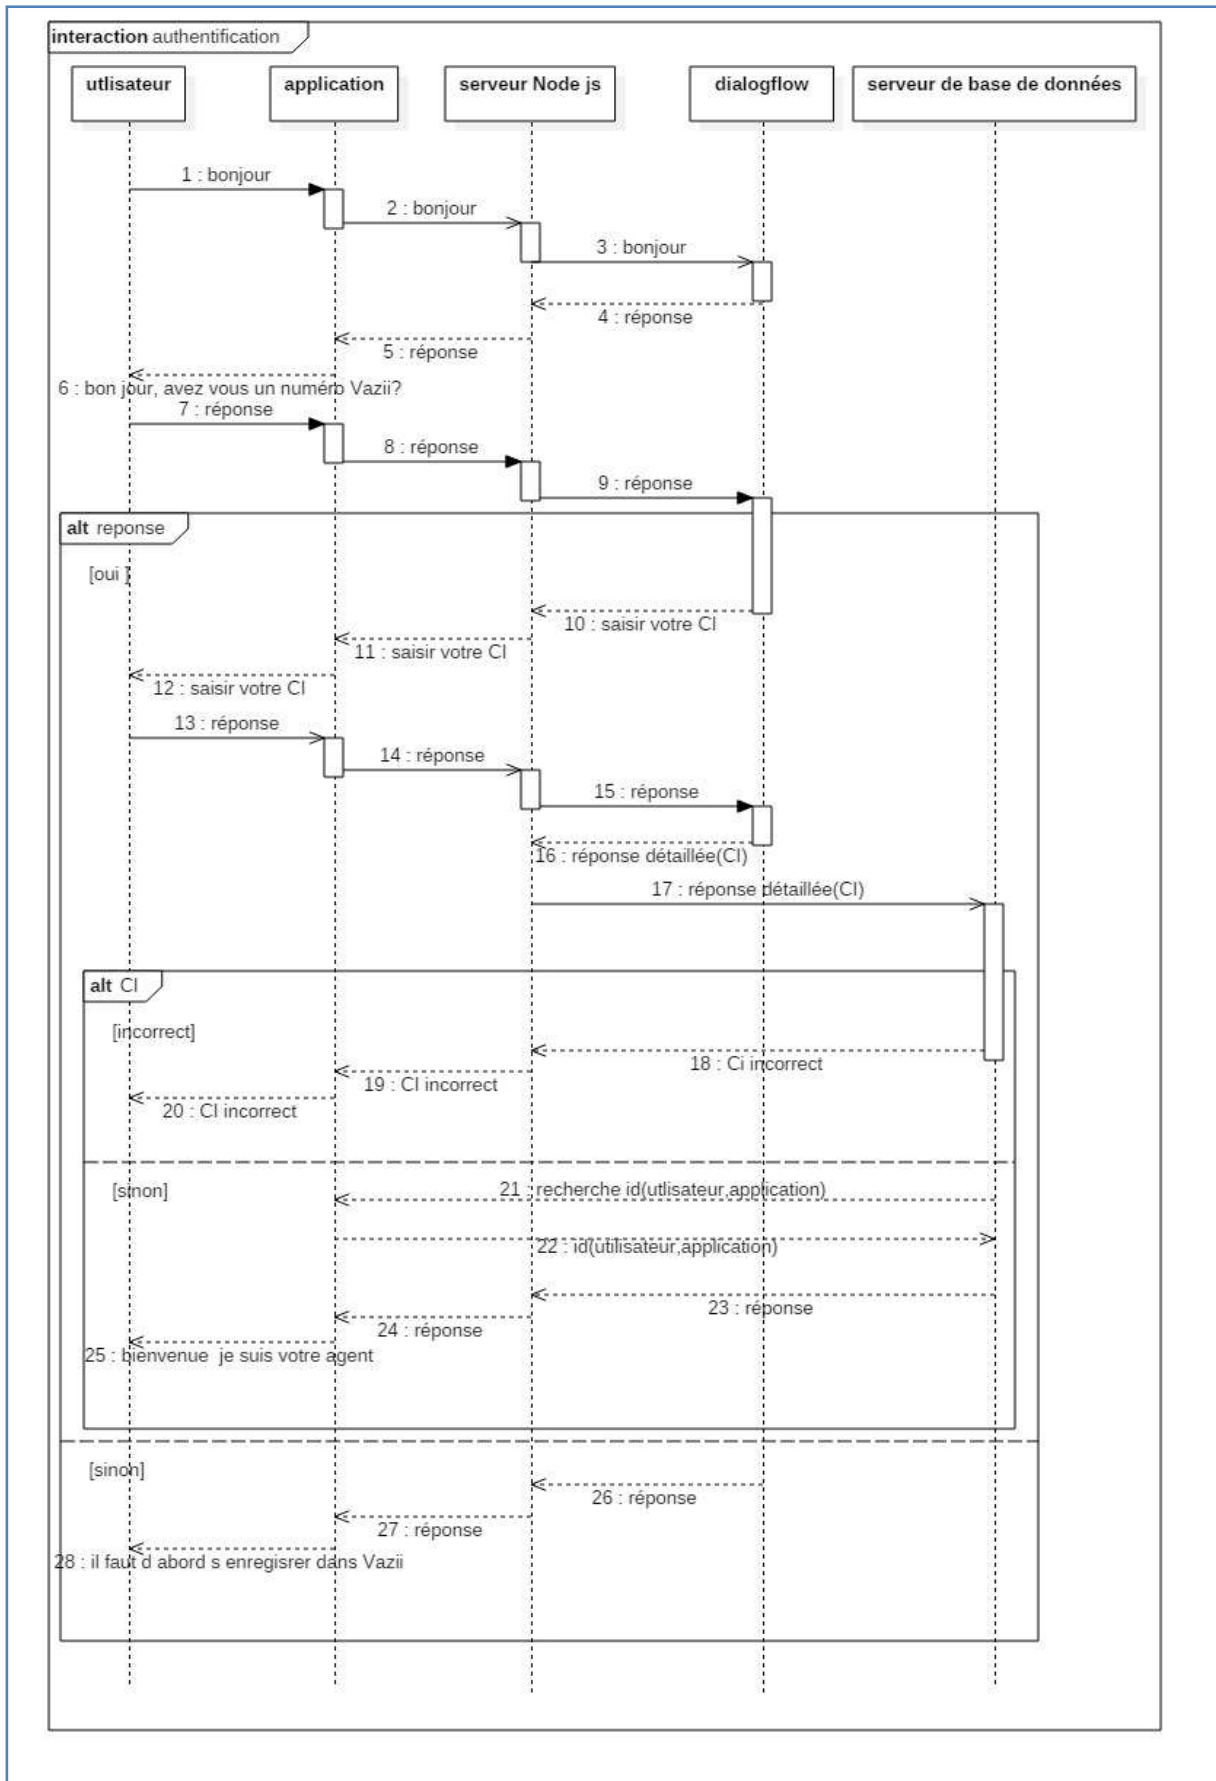 interaction authentification
utlisateur
application
serveur Node js
dialogflow
serveur de base de données
1 : bonjour
2 : bonjour
3 : bonjour
4 : réponse
5 : réponse
6 : bon jour, avez vous un numéro Vazii?
7 : réponse
8 : réponse
9 : réponse
alt reponse
[oui ]
10 : saisir votre CI
11 : saisir votre CI
12 : saisir votre CI
13 : réponse
14 : réponse
15 : réponse
16 : réponse détaillée(CI)
17 : réponse détaillée(CI)
alt CI
[incorrect]
18 : Ci incorrect
19 : CI incorrect
20 : CI incorrect
[sinon]
21 : recherche id(utlisateur,application)
22 : id(utilisateur,application)
23 : réponse
24 : réponse
25 : bienvenue je suis votre agent
[sinon]
26 : réponse
27 : réponse
28 : il faut d abord s enregisrer dans Vazii